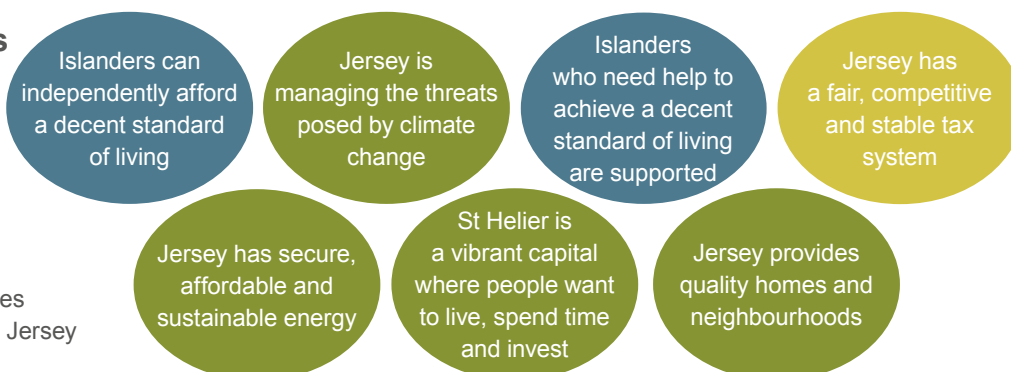 s
Islanders can
independently afford
a decent standard
of living
Jersey is
managing the threats
posed by climate
change
Islanders
who need help to
achieve a decent
standard of living
are supported
Jersey has
a fair, competitive
and stable tax
system
Jersey has secure,
affordable and
sustainable energy
St Helier is
a vibrant capital
where people want
to live, spend time
and invest
Jersey provides
quality homes and
neighbourhoods
es
Jersey